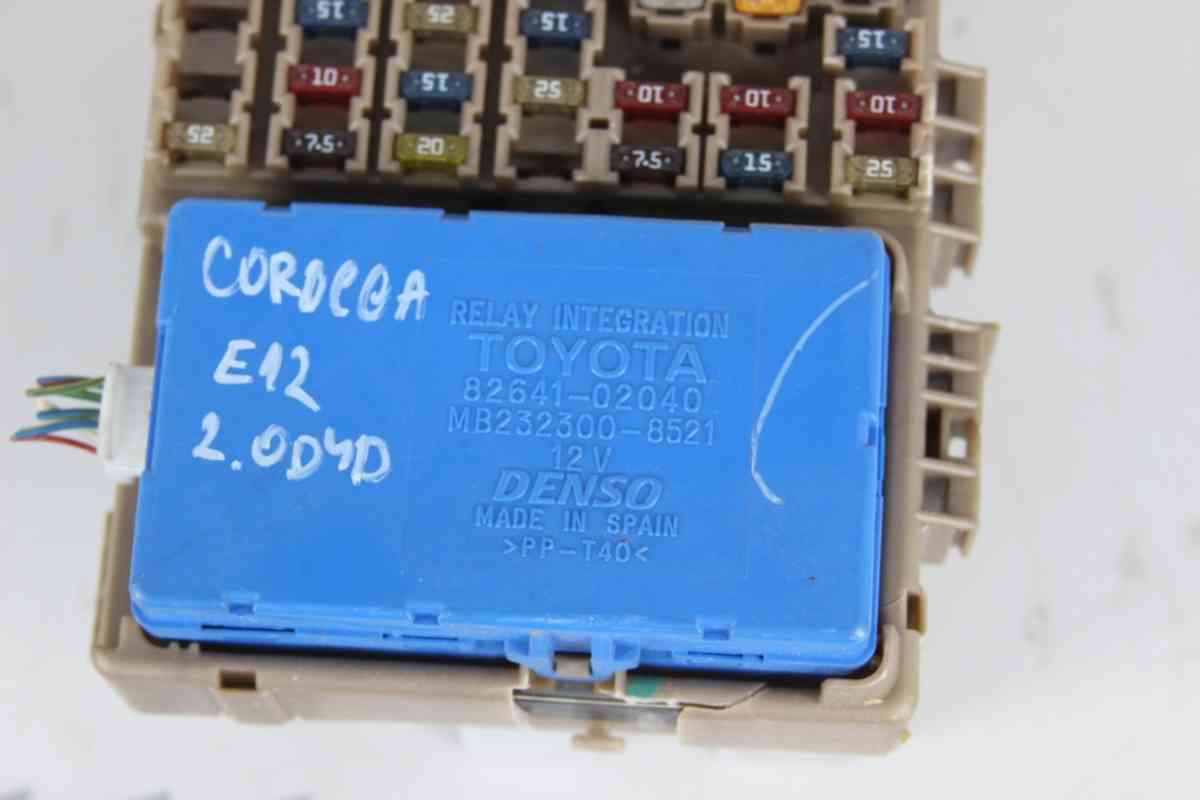 15 25 15 15
10 15 25 10 10 10
25 7.5 20 7.5 15 25
CORDCOA
E12
2.0D4D
RELAY INTEGRATION
TOYOTA
82641-02040
MB232300-8521
12V
DENSO
MADE IN SPAIN
>PP-T40<